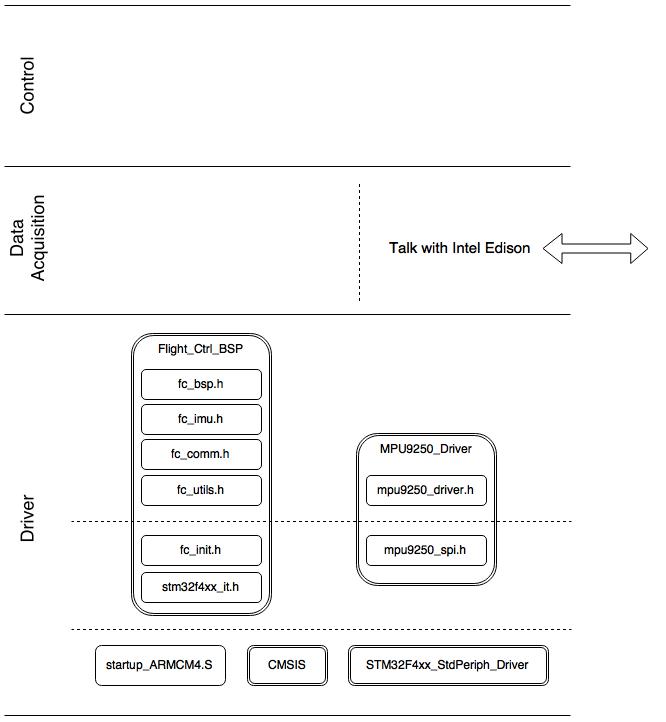 Control
Data
Acquisition
Talk with Intel Edison
Driver
Flight_Ctrl_BSP
fc_bsp.h
fc_imu.h
fc_comm.h
fc_utils.h
fc_init.h
stm32f4xx_it.h
MPU9250_Driver
mpu9250_driver.h
mpu9250_spi.h
startup_ARMCM4.S
CMSIS
STM32F4xx_StdPeriph_Driver